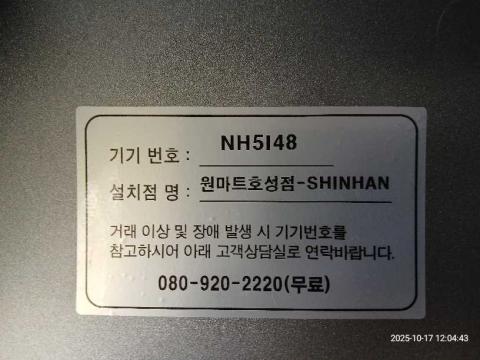 기기 번호 : NH5I48
설치점 명 : 원마트호성점-SHINHAN
거래 이상 및 장애 발생 시 기기번호를
참고하시어 아래 고객상담실로 연락바랍니다.
080-920-2220(무료)
2025-10-17 12:04:43